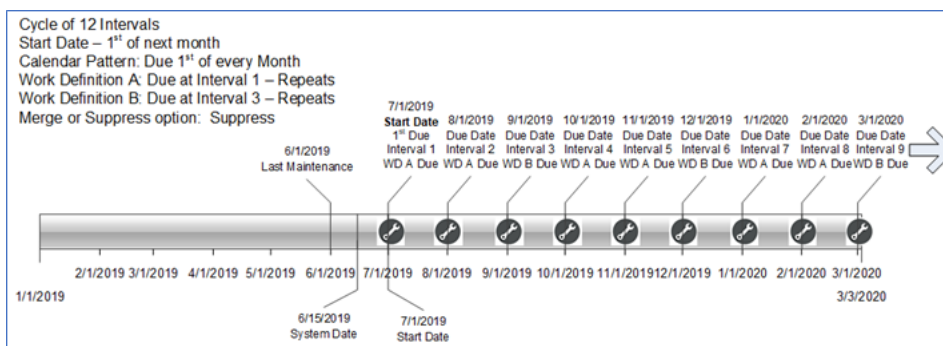 Cycle of 12 Intervals
Start Date – 1st of next month
Calendar Pattern: Due 1st of every Month
Work Definition A: Due at Interval 1 – Repeats
Work Definition B: Due at Interval 3 – Repeats
Merge or Suppress option: Suppress
6/1/2019
Last Maintenance
7/1/2019
Start Date
1st Due
Interval 1
WD A Due
8/1/2019
Due Date
Interval 2
WD A Due
9/1/2019
Due Date
Interval 3
WD B Due
10/1/2019
Due Date
Interval 4
WD A Due
11/1/2019
Due Date
Interval 5
WD A Due
12/1/2019
Due Date
Interval 6
WD B Due
1/1/2020
Due Date
Interval 7
WD A Due
2/1/2020
Due Date
Interval 8
WD A Due
3/1/2020
Due Date
Interval 9
WD B Due
2/1/2019 3/1/2019 4/1/2019 5/1/2019 6/1/2019 7/1/2019 8/1/2019 9/1/2019 10/1/2019 11/1/2019 12/1/2019 1/1/2020 2/1/2020 3/1/2020
1/1/2019 3/3/2020
6/15/2019
System Date
7/1/2019
Start Date